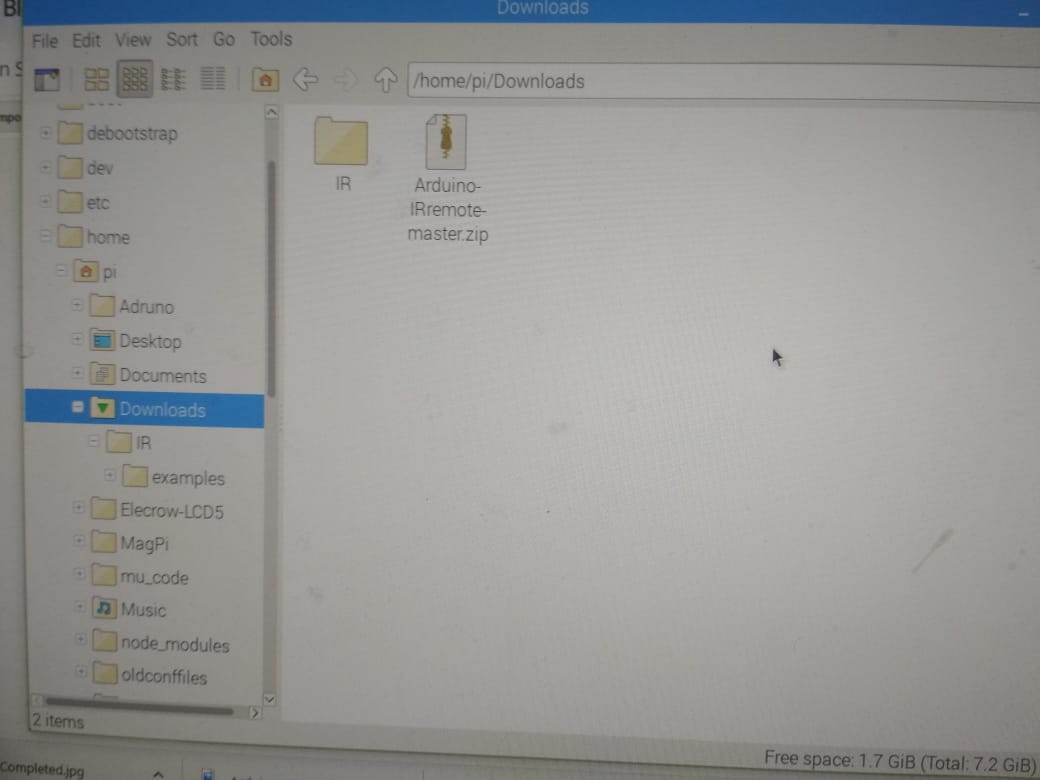 Downloads
File Edit View Sort Go Tools
/home/pi/Downloads
debootstrap
dev
etc
home
pi
Adruno
Desktop
Documents
Downloads
IR
examples
Elecrow-LCD5
MagPi
mu_code
Music
node_modules
oldconffiles
IR
Arduino-
IRremote-
master.zip
2 items
Free space: 1.7 GiB (Total: 7.2 GiB)
Completed.jpg